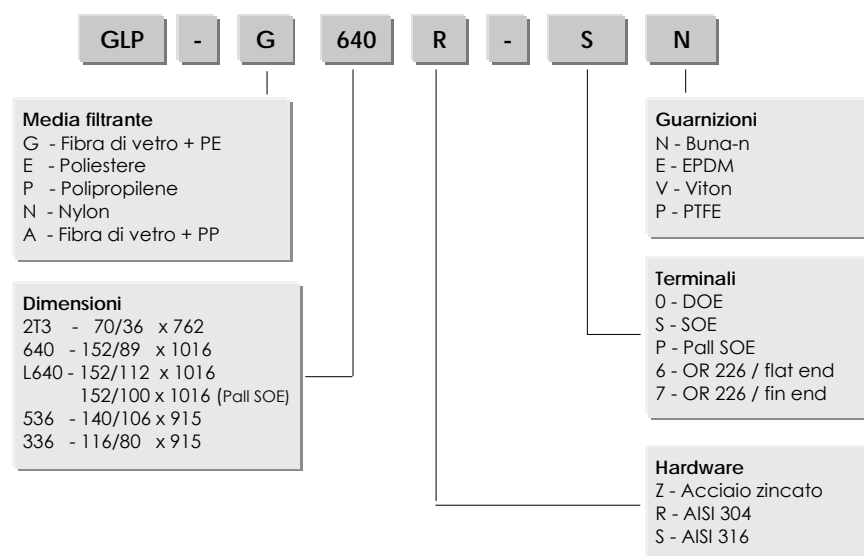 GLP - G 640 R - S N
Media filtrante
G - Fibra di vetro + PE
E - Poliestere
P - Polipropilene
N - Nylon
A - Fibra di vetro + PP
Dimensioni
2T3 - 70/36 x 762
640 - 152/89 x 1016
L640 - 152/112 x 1016
152/100 x 1016 (Pall SOE)
536 - 140/106 x 915
336 - 116/80 x 915
Guarnizioni
N - Buna-n
E - EPDM
V - Viton
P - PTFE
Terminali
0 - DOE
S - SOE
P - Pall SOE
6 - OR 226 / flat end
7 - OR 226 / fin end
Hardware
Z - Acciaio zincato
R - AISI 304
S - AISI 316